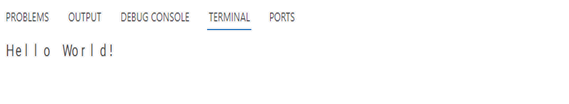 PROBLEMS OUTPUT DEBUG CONSOLE TERMINAL PORTS
Hello World!